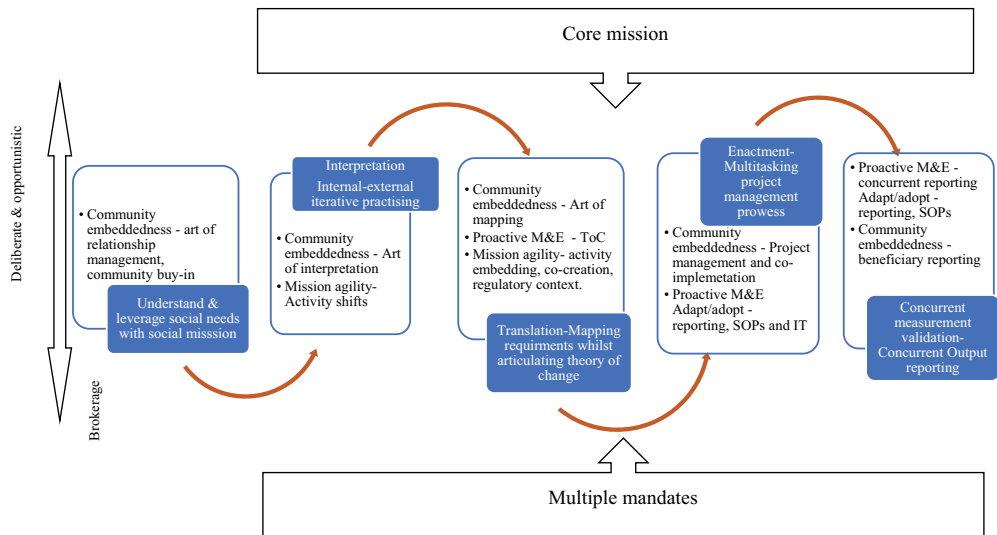 Core mission
Deliberate & opportunistic
Brokerage
• Community
embeddedness - art of
relationship
management,
community buy-in
Understand &
leverage social needs
with social misssion
Interpretation
Internal-external
iterative practising
• Community
embeddedness - Art
of interpretation
• Mission agility-
Activity shifts
• Community
embeddedness - Art of
mapping
• Proactive M&E - ToC
• Mission agility- activity
embedding, co-creation,
regulatory context.
Translation-Mapping
requirments whilst
articulating theory of
change
Enactment-
Multitasking
project
management
prowess
• Community
embeddedness - Project
management and co-
implemetation
• Proactive M&E
Adapt/adopt -
reporting, SOPs and IT
• Proactive M&E -
concurrent reporting
Adapt/adopt -
reporting, SOPs
• Community
embeddedness -
beneficiary reporting
Concurrent
measurement
validation-
Concurrent Output
reporting
Multiple mandates